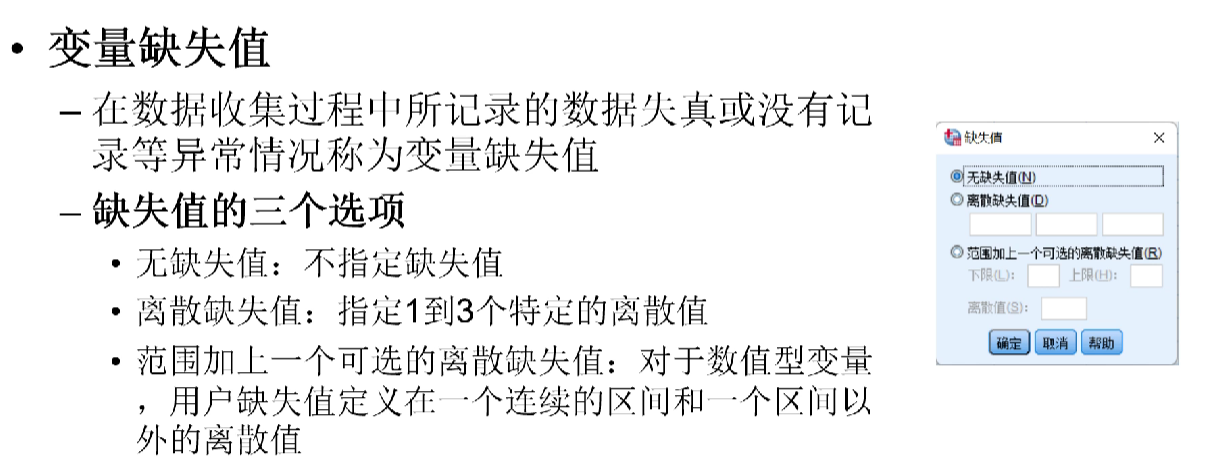 • 变量缺失值
– 在数据收集过程中所记录的数据失真或没有记
录等异常情况称为变量缺失值
– 缺失值的三个选项
• 无缺失值：不指定缺失值
• 离散缺失值：指定1到3个特定的离散值
• 范围加上一个可选的离散缺失值：对于数值型变量
，用户缺失值定义在一个连续的区间和一个区间以
外的离散值
缺失值
无缺失值(N)
离散缺失值(D)
范围加上一个可选的离散缺失值(R)
下限(L): 上限(H):
离散值(S):
确定 取消 帮助